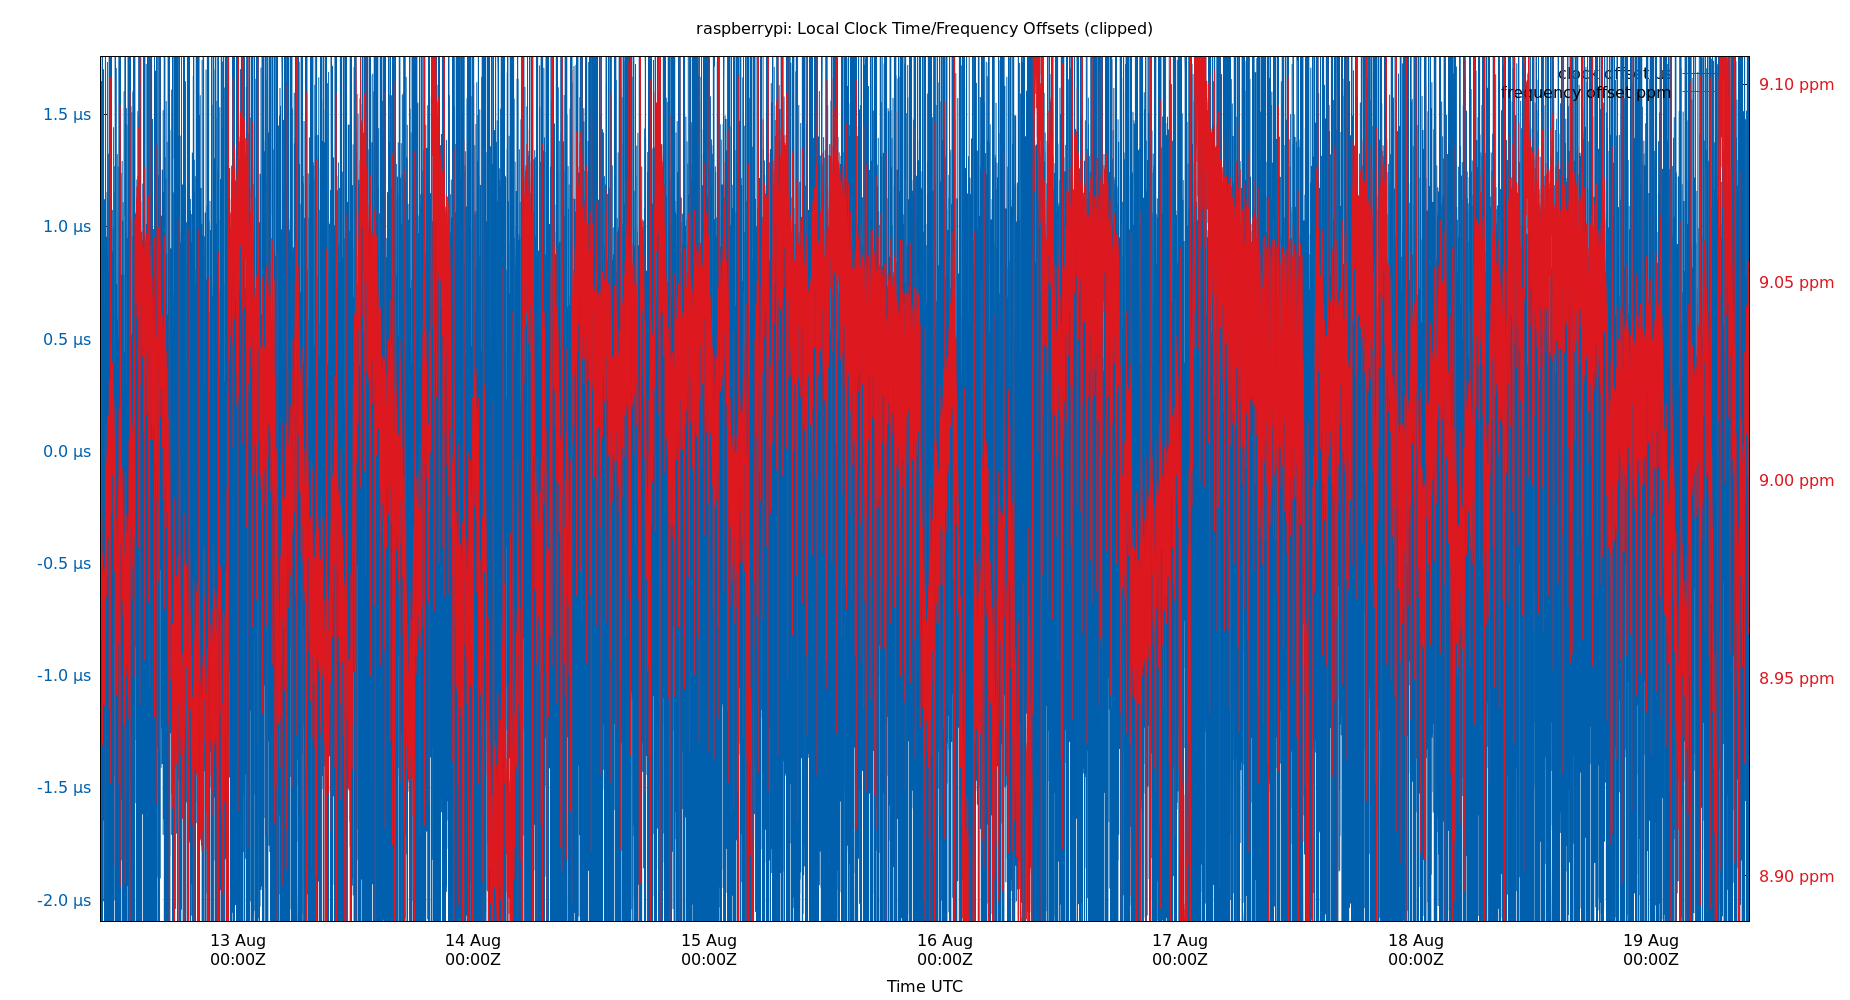 raspberrypi: Local Clock Time/Frequency Offsets (clipped)
clock offset us
frequency offset ppm
1.5 µs
1.0 µs
0.5 µs
0.0 µs
-0.5 µs
-1.0 µs
-1.5 µs
-2.0 µs
9.10 ppm
9.05 ppm
9.00 ppm
8.95 ppm
8.90 ppm
13 Aug
00:00Z
14 Aug
00:00Z
15 Aug
00:00Z
16 Aug
00:00Z
17 Aug
00:00Z
18 Aug
00:00Z
19 Aug
00:00Z
Time UTC